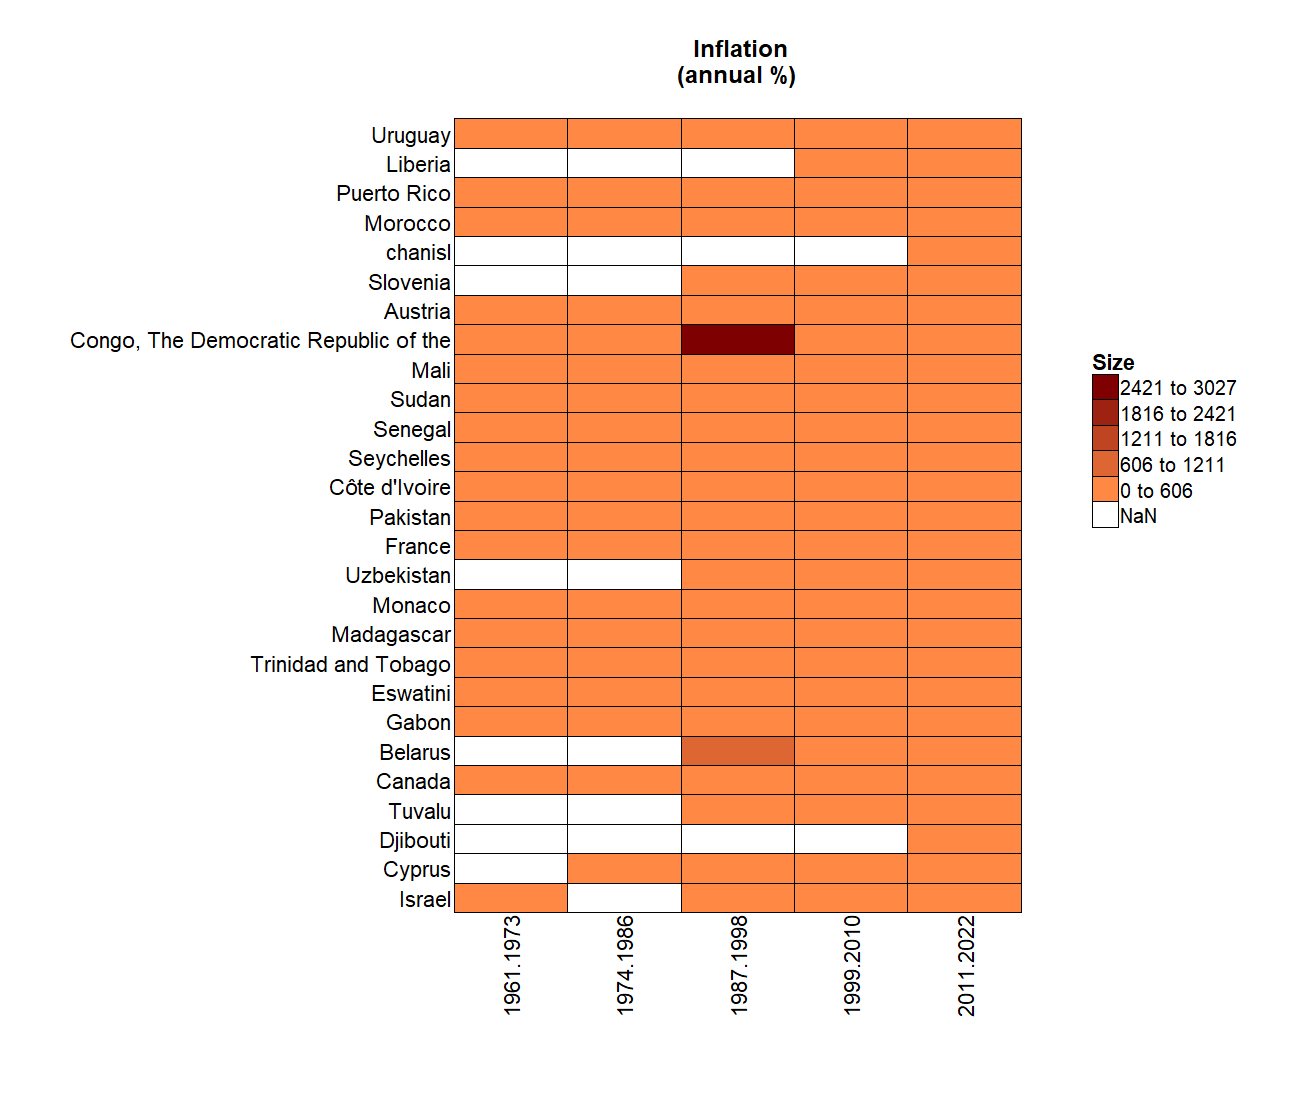 Inflation
(annual %)
Uruguay
Liberia
Puerto Rico
Morocco
chanisl
Slovenia
Austria
Congo, The Democratic Republic of the
Mali
Sudan
Senegal
Seychelles
Côte d'Ivoire
Pakistan
France
Uzbekistan
Monaco
Madagascar
Trinidad and Tobago
Eswatini
Gabon
Belarus
Canada
Tuvalu
Djibouti
Cyprus
Israel
1961.1973
1974.1986
1987.1998
1999.2010
2011.2022
Size
2421 to 3027
1816 to 2421
1211 to 1816
606 to 1211
0 to 606
NaN